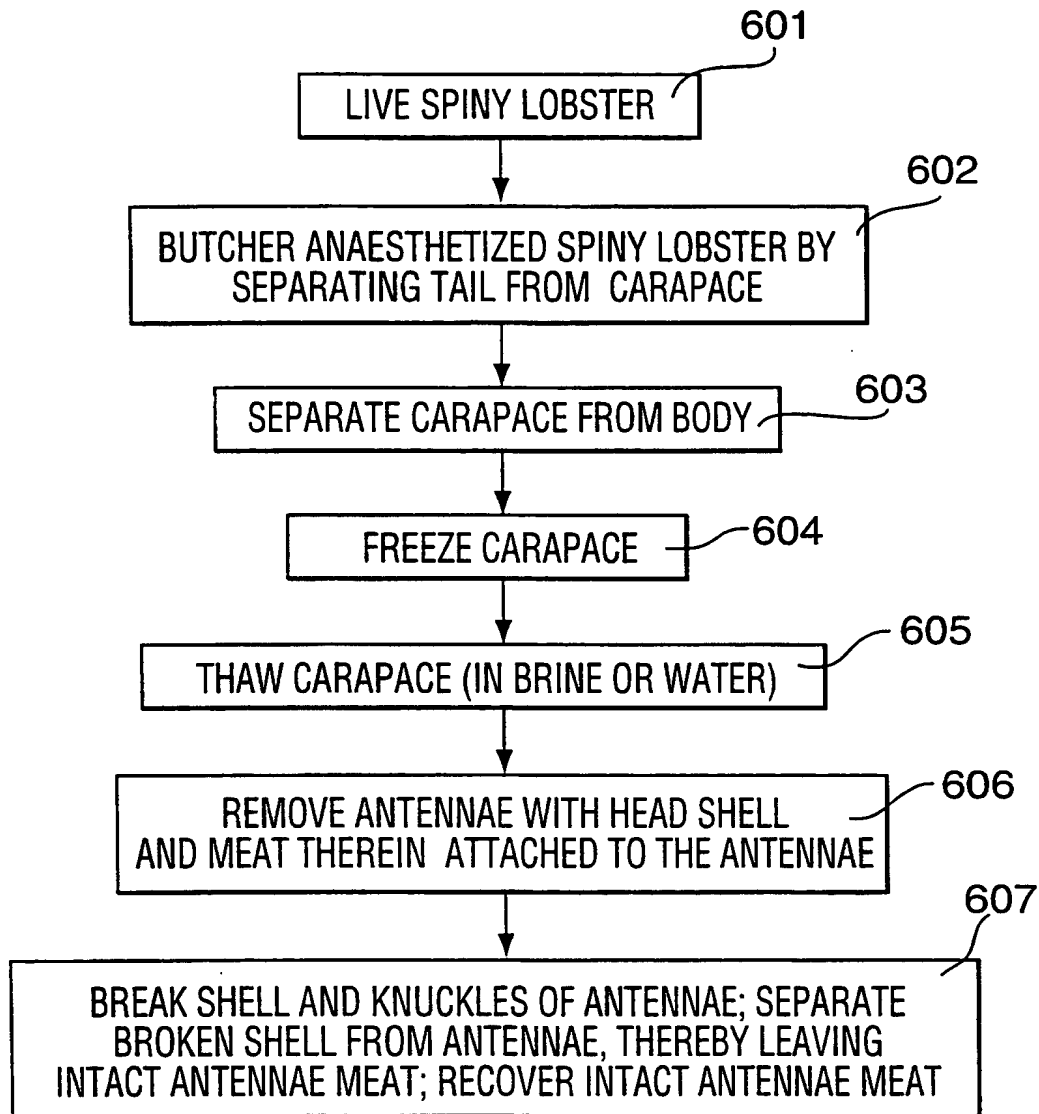 601
LIVE SPINY LOBSTER
602
BUTCHER ANAESTHETIZED SPINY LOBSTER BY
SEPARATING TAIL FROM CARAPACE
603
SEPARATE CARAPACE FROM BODY
604
FREEZE CARAPACE
605
THAW CARAPACE (IN BRINE OR WATER)
606
REMOVE ANTENNAE WITH HEAD SHELL
AND MEAT THEREIN ATTACHED TO THE ANTENNAE
607
BREAK SHELL AND KNUCKLES OF ANTENNAE; SEPARATE
BROKEN SHELL FROM ANTENNAE, THEREBY LEAVING
INTACT ANTENNAE MEAT; RECOVER INTACT ANTENNAE MEAT